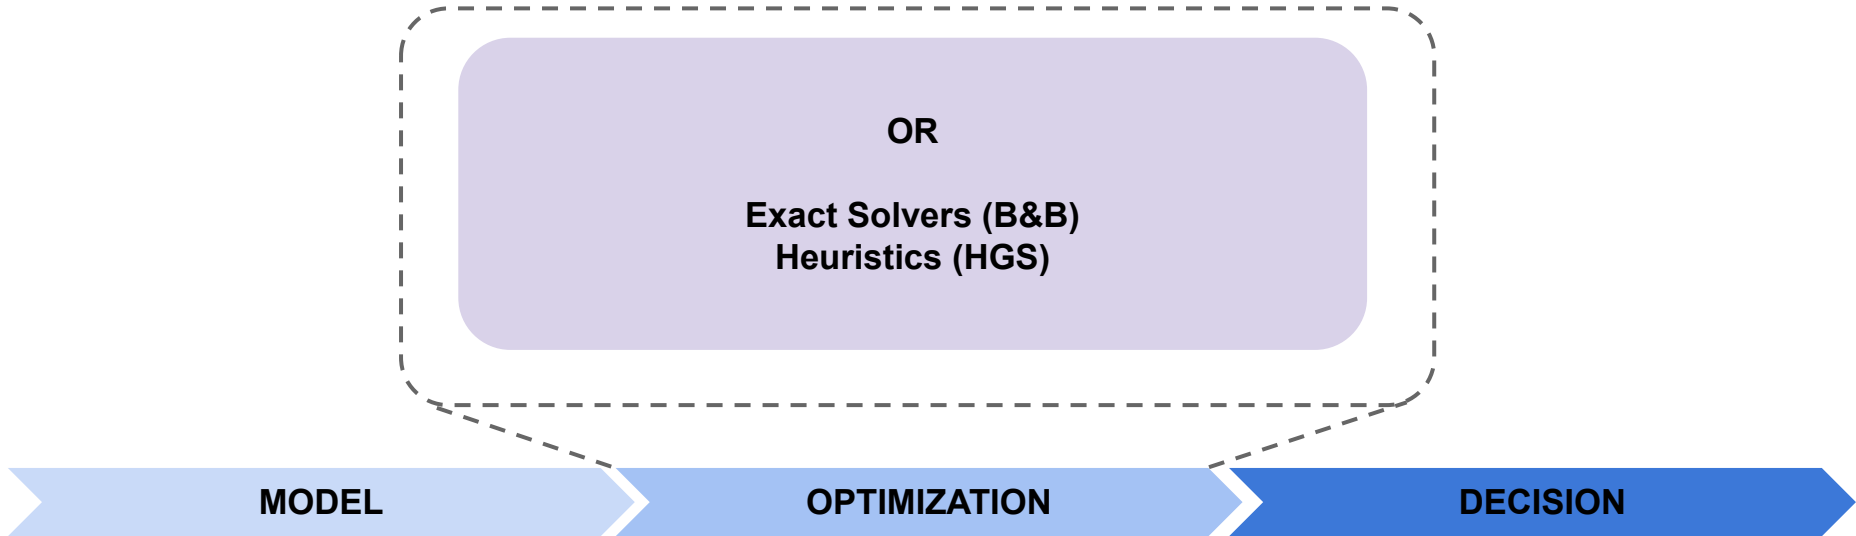 OR
Exact Solvers (B&B)
Heuristics (HGS)
MODEL
OPTIMIZATION
DECISION